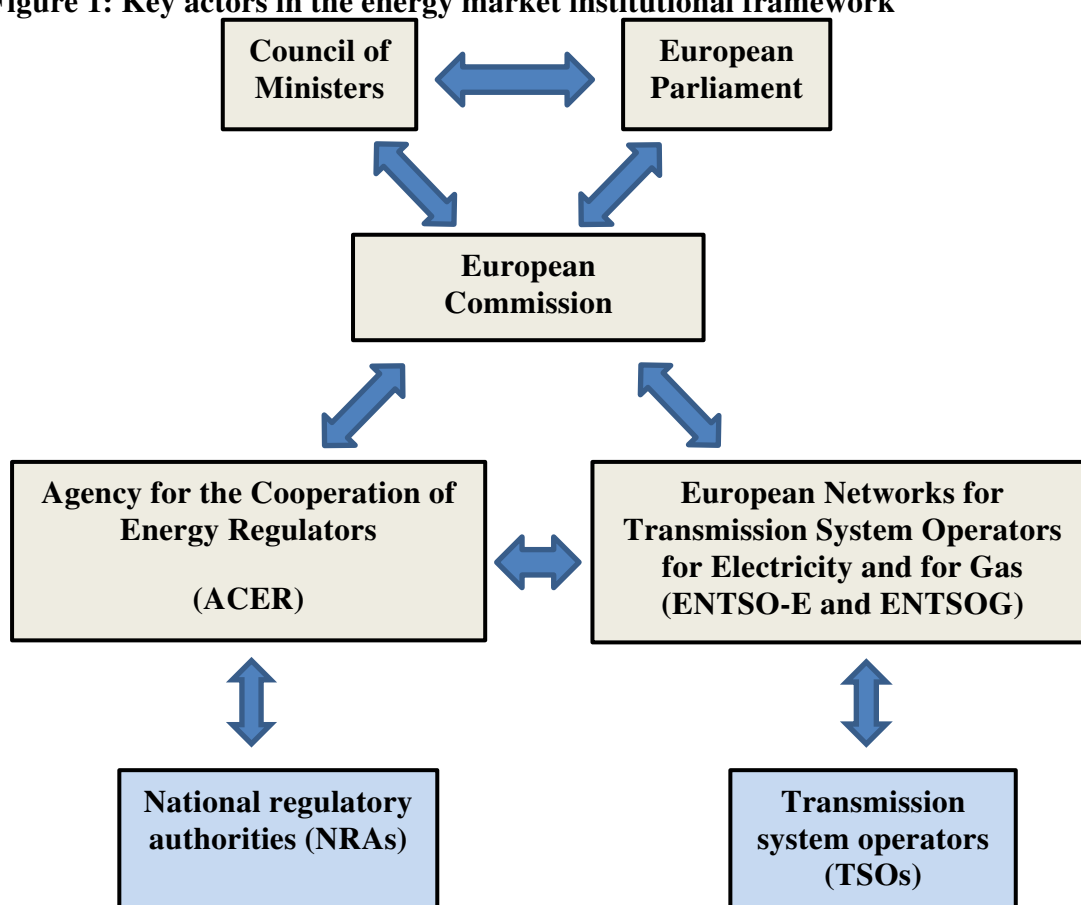 Figure 1: Key actors in the energy market institutional framework
Council of
Ministers
European
Parliament
European
Commission
Agency for the Cooperation of
Energy Regulators
(ACER)
European Networks for
Transmission System Operators
for Electricity and for Gas
(ENTSO-E and ENTSOG)
National regulatory
authorities (NRAs)
Transmission
system operators
(TSOs)